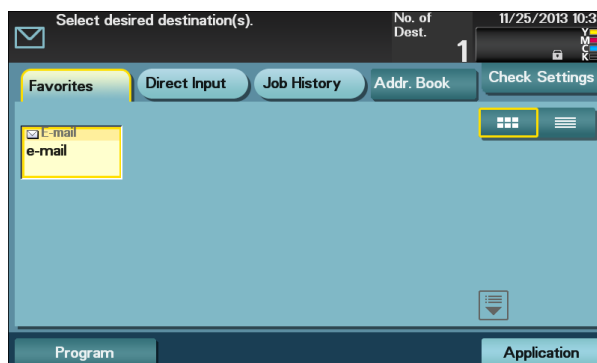 Select desired destination(s).
No. of
Dest.
1
11/25/2013 10:3
Y
M
C
K
Favorites
Direct Input
Job History
Addr. Book
Check Settings
E-mail
e-mail
Program
Application